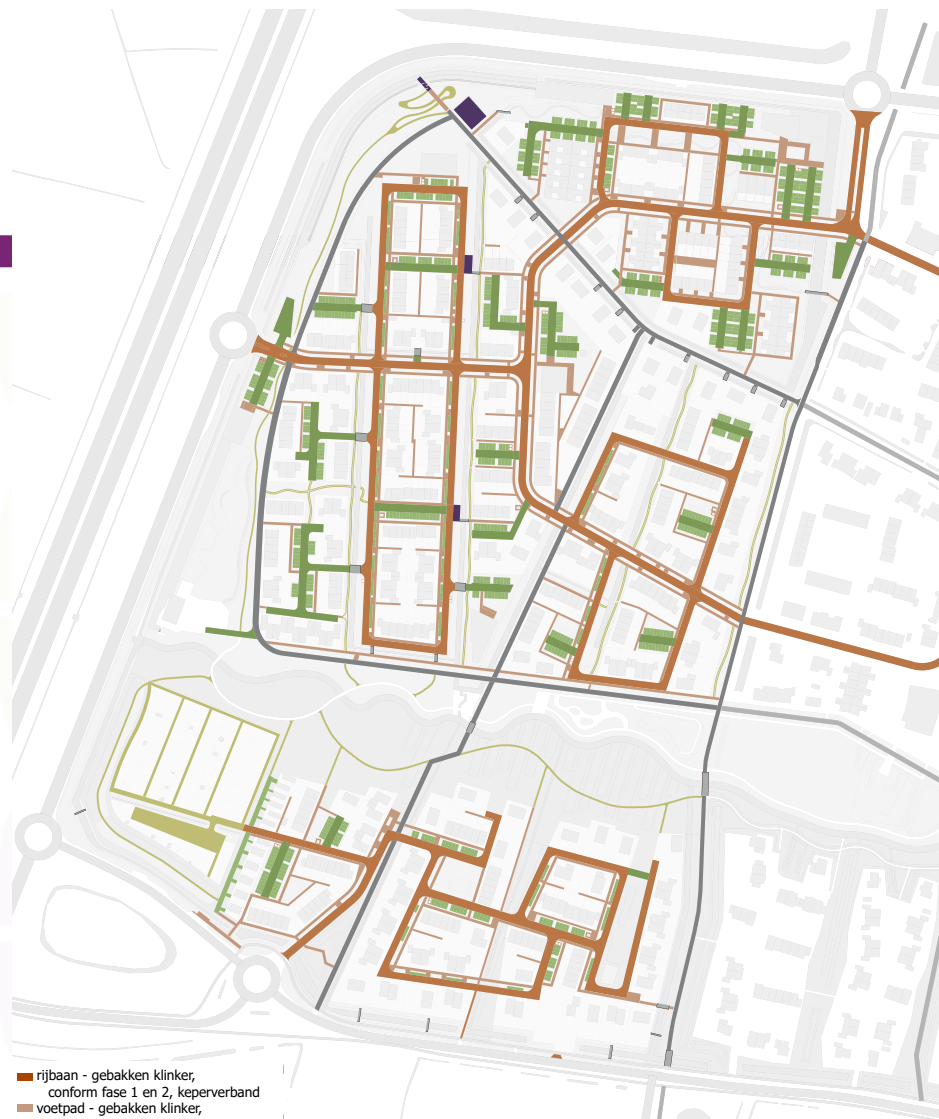 rijbaan - gebakken klinker,
conform fase 1 en 2, keperverband
voetpad - gebakken klinker,